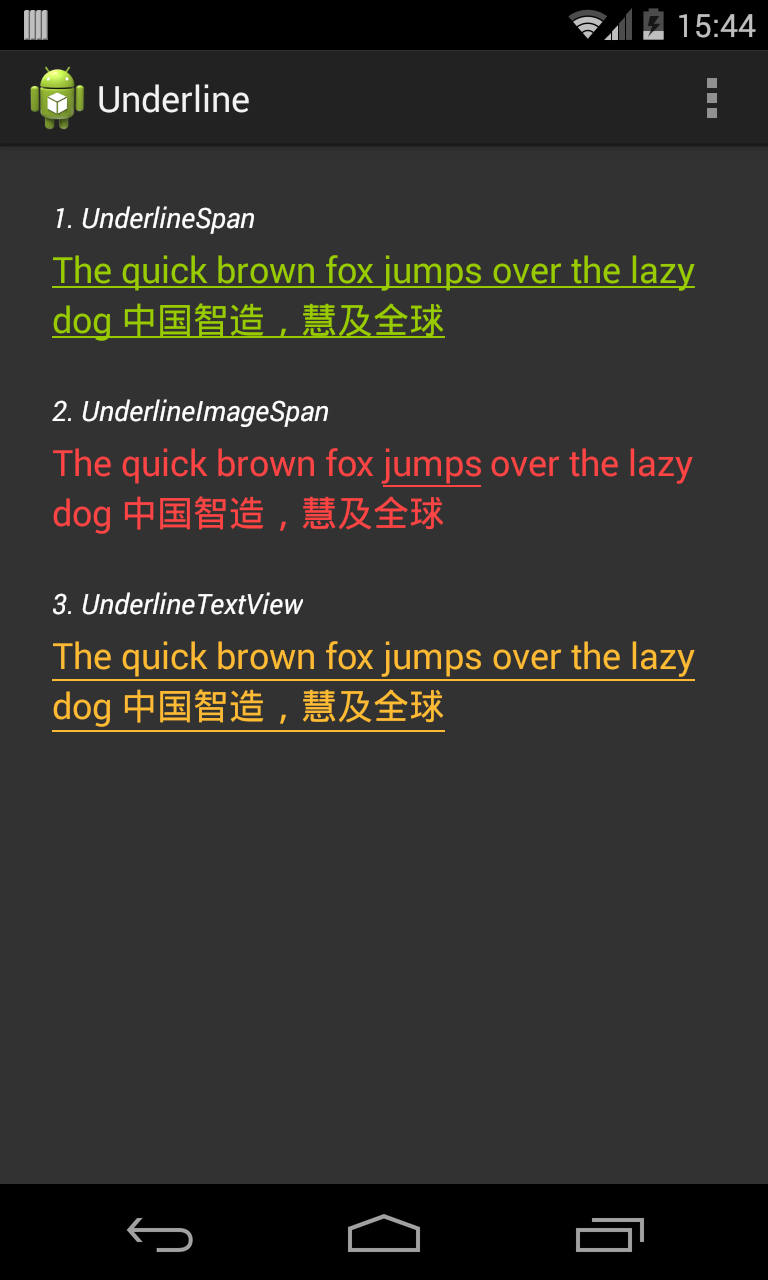 15:44
Underline
1. UnderlineSpan
The quick brown fox jumps over the lazy
dog 中国智造，慧及全球
2. UnderlineImageSpan
The quick brown fox jumps over the lazy
dog 中国智造，慧及全球
3. UnderlineTextView
The quick brown fox jumps over the lazy
dog 中国智造，慧及全球